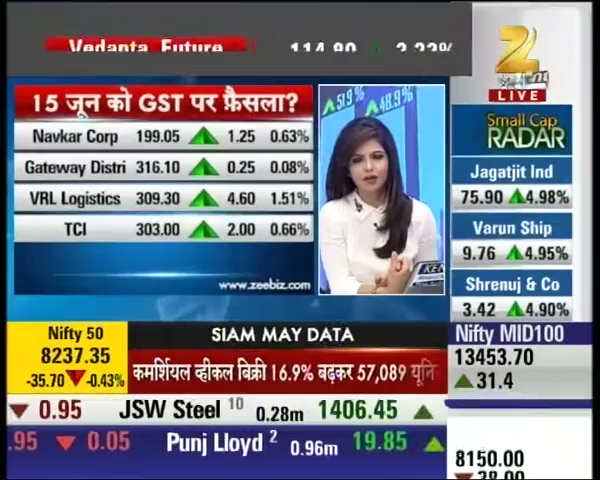 Vedanta Future 114.90 3.23%
15 जून को GST पर फ़ैसला?
Navkar Corp 199.05 1.25 0.63%
Gateway Distri 316.10 0.25 0.08%
VRL Logistics 309.30 4.60 1.51%
TCI 303.00 2.00 0.66%
www.zeebiz.com
51.9% 48.9%
LIVE
Small Cap
RADAR
Jagatjit Ind
75.90 4.98%
Varun Ship
9.76 4.95%
Shrenuj & Co
3.42 4.90%
Nifty 50
8237.35
-35.70 -0.43%
SIAM MAY DATA
कमर्शियल व्हीकल बिक्री 16.9% बढ़कर 57,089 यूनि
Nifty MID100
13453.70
31.4
0.95 JSW Steel 10 0.28m 1406.45
.95 0.05 Punj Lloyd 2 0.96m 19.85
8150.00